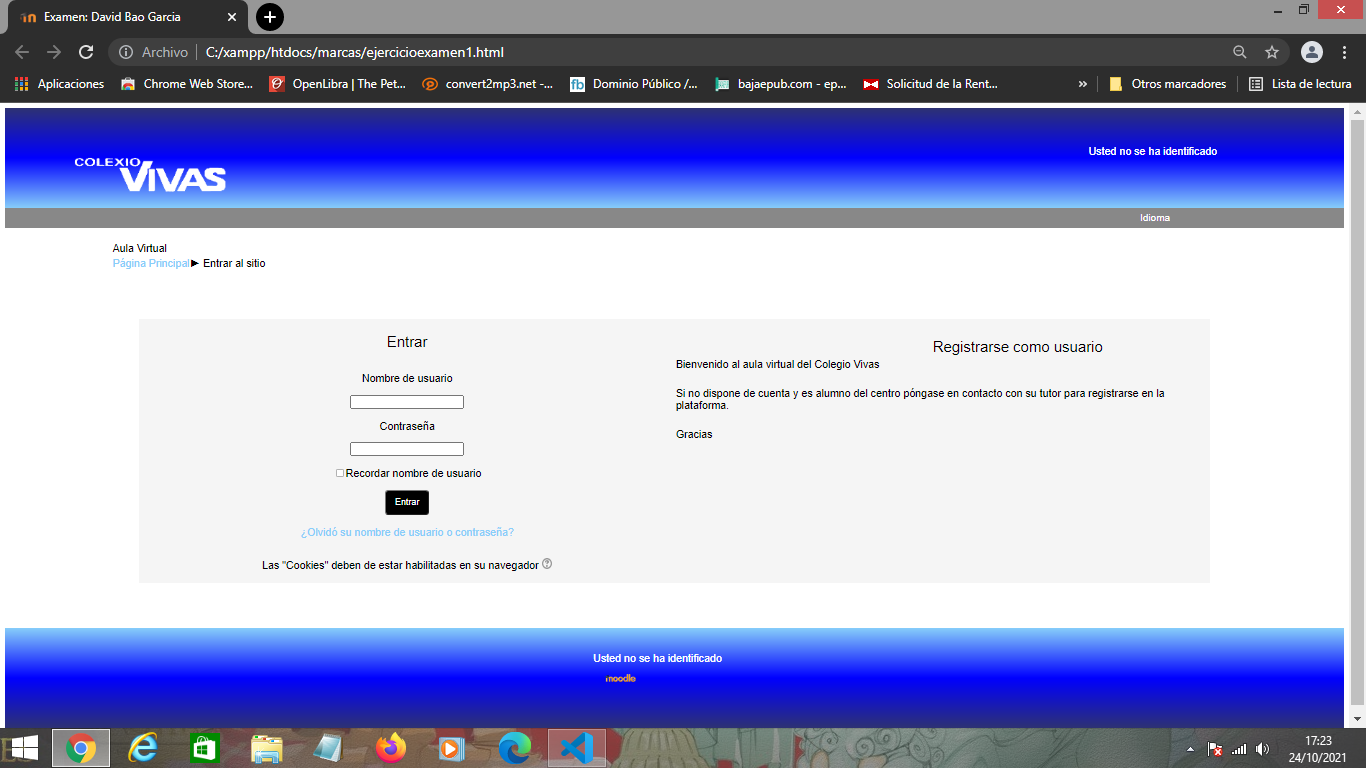 Examen: David Bao Garcia
Archivo C:/xampp/htdocs/marcas/ejercicioexamen1.html
Aplicaciones Chrome Web Store... OpenLibra | The Pet... convert2mp3.net -... fb Dominio Público /... bajaepub.com - ep... Solicitud de la Rent... » Otros marcadores Lista de lectura
Usted no se ha identificado
COLEXIO
VIVAS
Idioma
Aula Virtual
Página Principal► Entrar al sitio
Entrar
Nombre de usuario
Contraseña
Recordar nombre de usuario
Entrar
¿Olvidó su nombre de usuario o contraseña?
Las "Cookies" deben de estar habilitadas en su navegador
Registrarse como usuario
Bienvenido al aula virtual del Colegio Vivas
Si no dispone de cuenta y es alumno del centro póngase en contacto con su tutor para registrarse en la
plataforma.
Gracias
Usted no se ha identificado
moodle
ES
17:23
24/10/2021